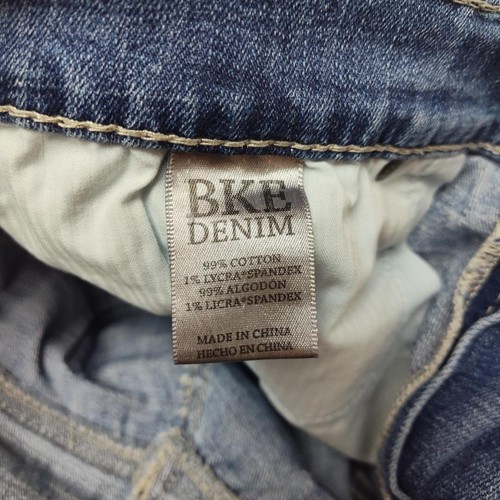 BKE
DENIM
99% COTTON
1% LYCRA*SPANDEX
99% ALGODÓN
1% LICRA*SPANDEX
MADE IN CHINA
HECHO EN CHINA